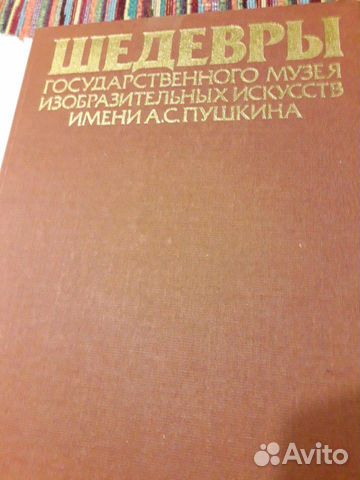 ШЕДЕВРЫ
ГОСУДАРСТВЕННОГО МУЗЕЯ
ИЗОБРАЗИТЕЛЬНЫХ ИСКУССТВ
ИМЕНИ А.С.ПУШКИНА
Avito